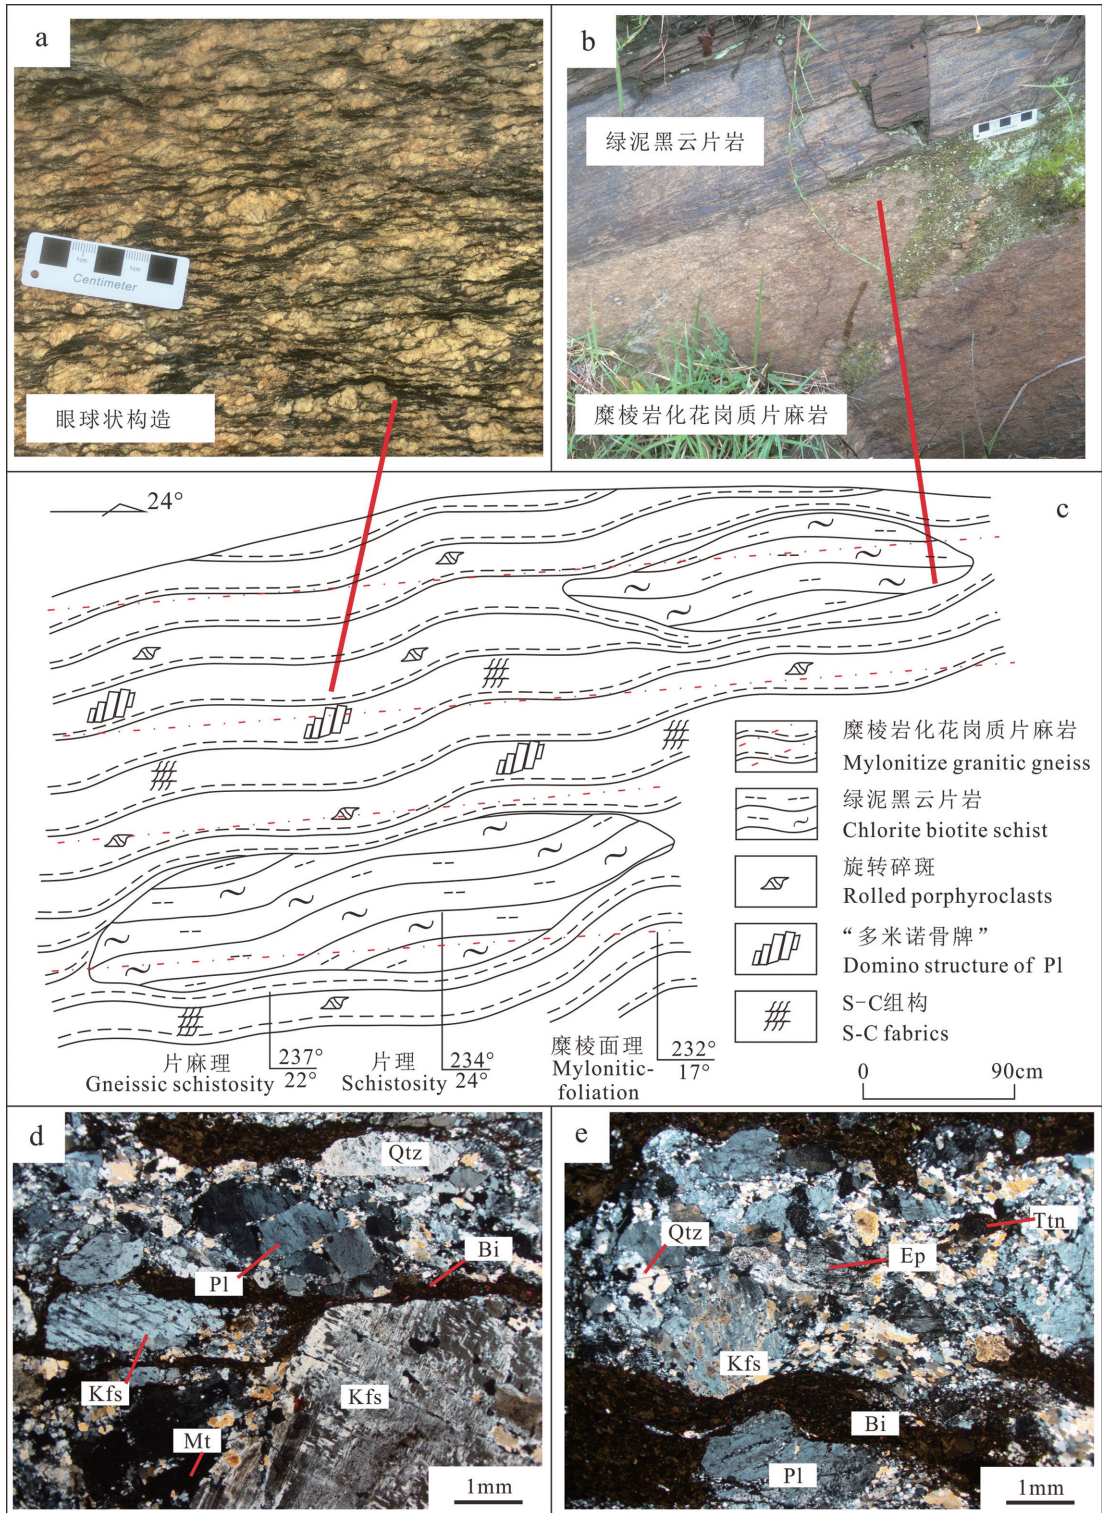 a
1cm
1cm
Centimeter
眼球状构造
b
绿泥黑云片岩
糜棱岩化花岗质片麻岩
c
24°
糜棱岩化花岗质片麻岩
Mylonitize granitic gneiss
绿泥黑云片岩
Chlorite biotite schist
旋转碎斑
Rolled porphyroclasts
“多米诺骨牌”
Domino structure of Pl
S-C组构
S-C fabrics
0
90cm
片麻理
Gneissic schistosity
237°
22°
片理
Schistosity
234°
24°
糜棱面理
Mylonitic-
foliation
232°
17°
d
Qtz
Pl
Bi
Kfs
Kfs
Mt
1mm
e
Qtz
Ttn
Ep
Kfs
Bi
Pl
1mm